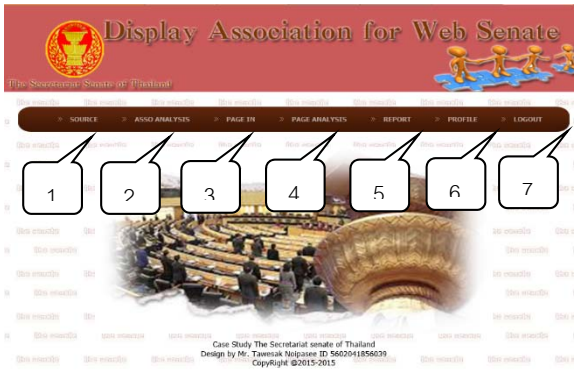 Display Association for Web Senate
The Secretariat Senate of Thailand
» SOURCE » ASSO ANALYSIS » PAGE IN » PAGE ANALYSIS » REPORT » PROFILE » LOGOUT
1 2 3 4 5 6 7
Case Study The Secretariat senate of Thailand
Design by Mr. Tawesak Noipasee ID 5602041856039
CopyRight @2015-2015